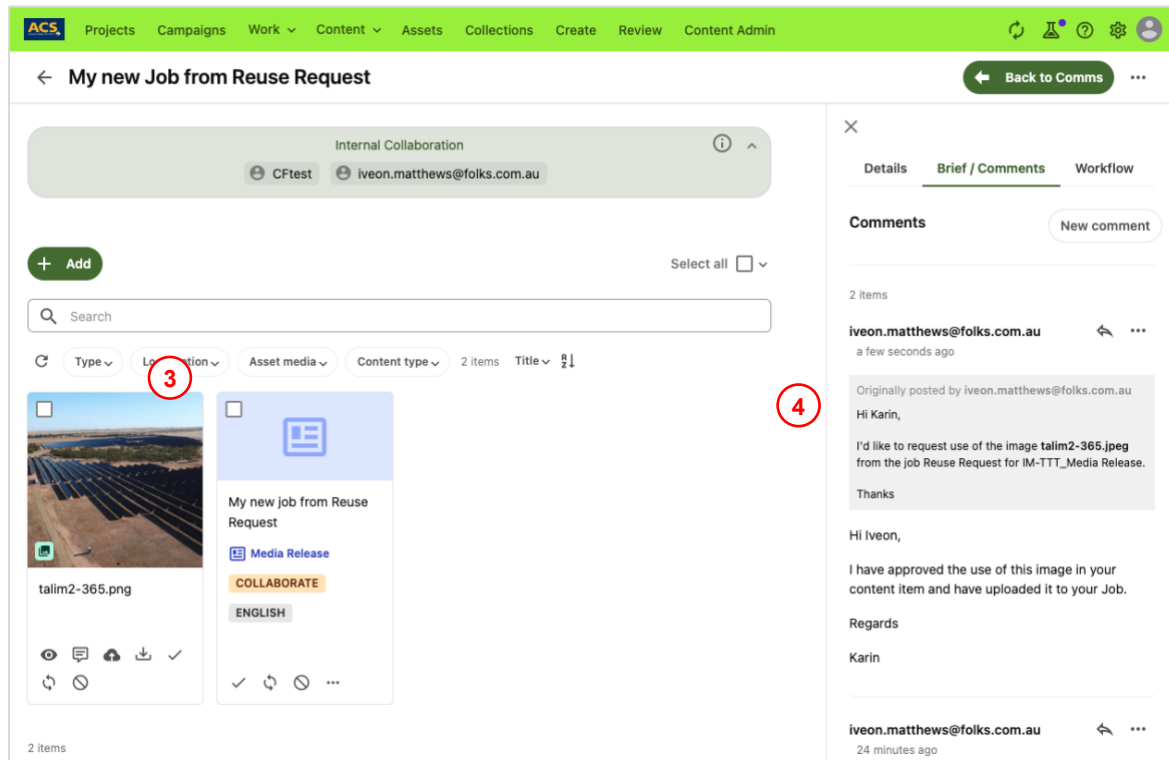 ACS Projects Campaigns Work Content Assets Collections Create Review Content Admin
My new Job from Reuse Request
Back to Comms
Internal Collaboration
CFtest iveon.matthews@folks.com.au
Add
Select all
Search
Type
Asset media
Content type
2 items
Title
3
talim2-365.png
My new job from Reuse
Request
Media Release
COLLABORATE
ENGLISH
2 items
4
Details Brief / Comments Workflow
Comments
New comment
2 items
iveon.matthews@folks.com.au
a few seconds ago
Originally posted by iveon.matthews@folks.com.au
Hi Karin,
I'd like to request use of the image talim2-365.jpeg
from the job Reuse Request for IM-TTT_Media Release.
Thanks
Hi Iveon,
I have approved the use of this image in your
content item and have uploaded it to your Job.
Regards
Karin
iveon.matthews@folks.com.au
24 minutes ago